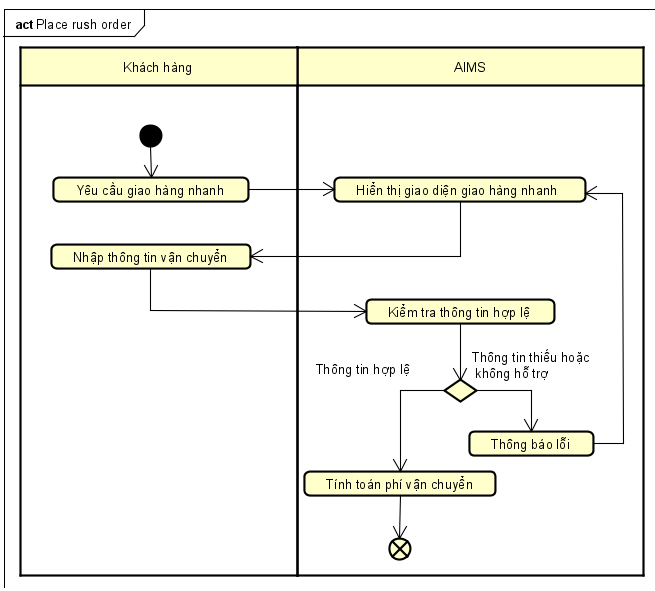 act Place rush order
Khách hàng
AIMS
Yêu cầu giao hàng nhanh
Hiển thị giao diện giao hàng nhanh
Nhập thông tin vận chuyển
Kiểm tra thông tin hợp lệ
Thông tin hợp lệ
Thông tin thiếu hoặc
không hỗ trợ
Thông báo lỗi
Tính toán phí vận chuyển